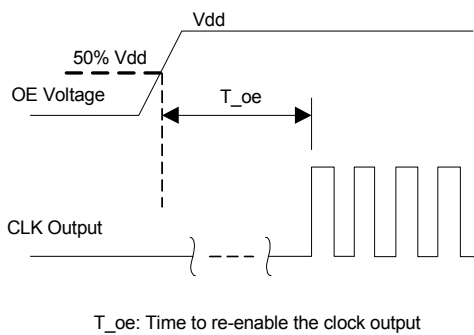 Vdd
50% Vdd
T_oe
OE Voltage
CLK Output
T_oe: Time to re-enable the clock output